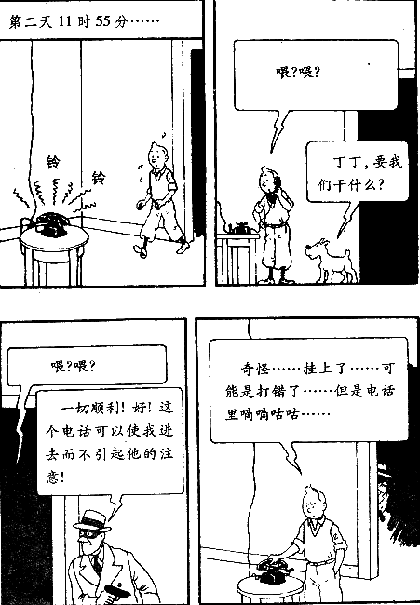 第二天 11 时 55 分……
铃
铃
喂?喂?
丁丁,要我
们干什么?
喂?喂?
一切顺利!好!这
个电话可以使我进
去而不引起他的注
意!
奇怪……挂上了……可
能是打错了……但是电话
里嘀嘀咕咕……